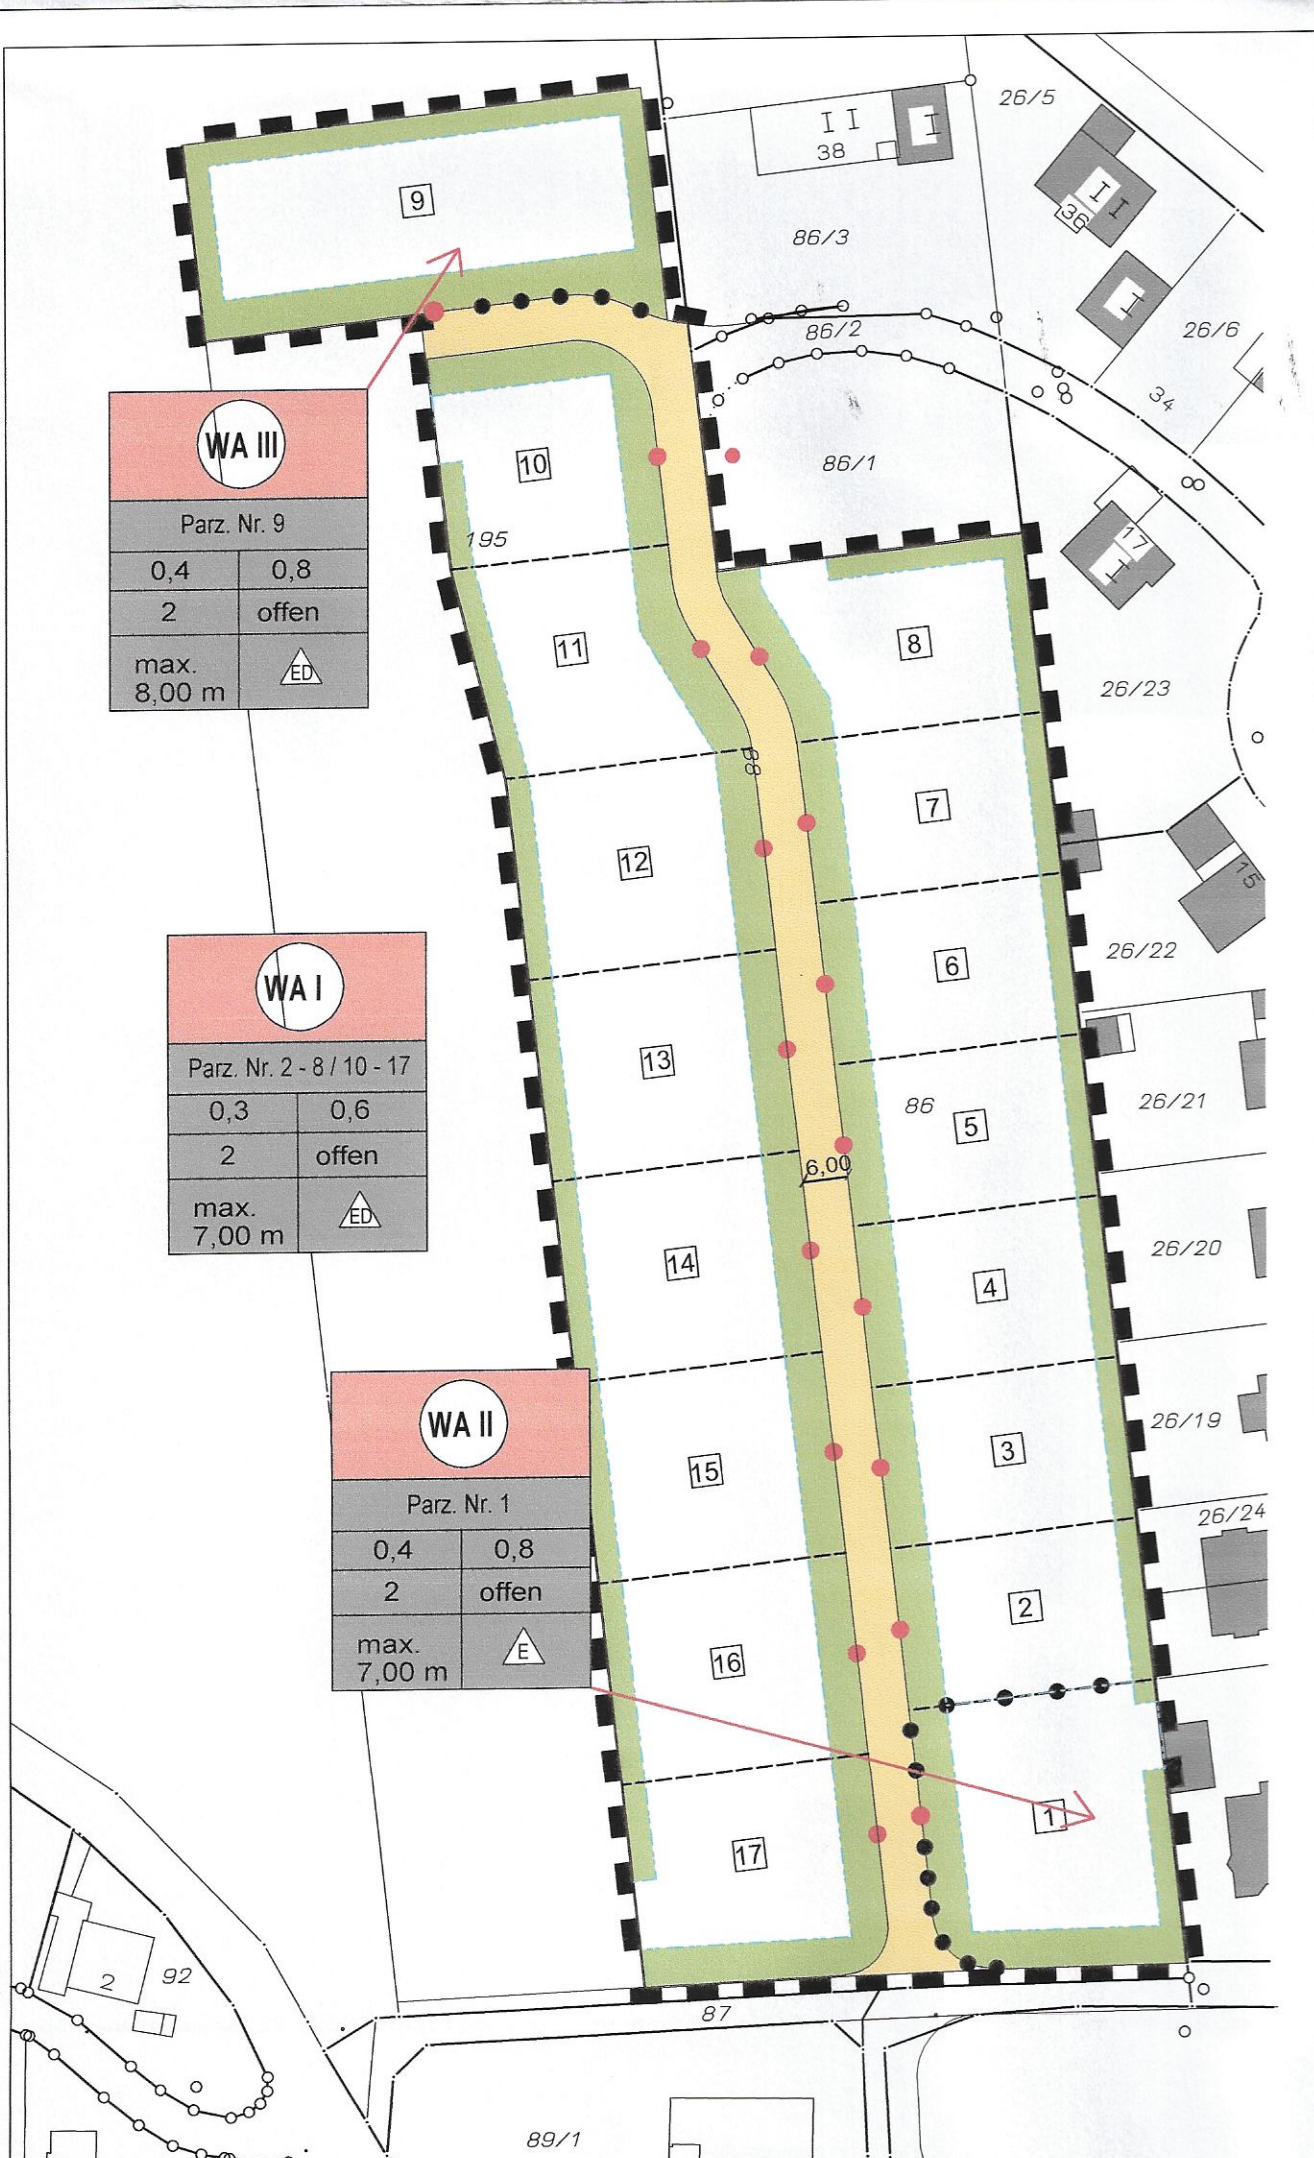 9
I I
I
38
26/5
I I
36
86/3
I
26/6
86/2
34
WA III
Parz. Nr. 9
0,4 0,8
2 offen
max.
8,00 m
ED
10
86/1
195
17
I
11
8
26/23
88
7
12
15
6
26/22
WA I
Parz. Nr. 2 - 8 / 10 - 17
0,3 0,6
2 offen
max.
7,00 m
ED
13
86
5
26/21
6,00
14
4
26/20
WA II
Parz. Nr. 1
0,4 0,8
2 offen
max.
7,00 m
E
15
3
26/19
26/24
2
16
1
17
2
92
87
89/1